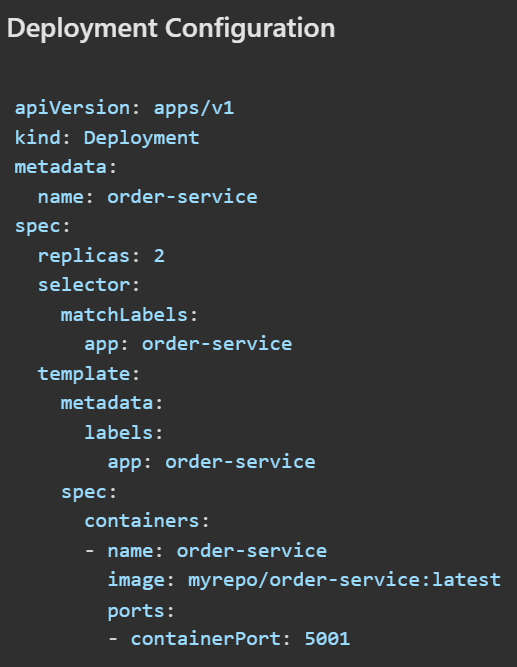 Deployment Configuration
apiVersion: apps/v1
kind: Deployment
metadata:
  name: order-service
spec:
  replicas: 2
  selector:
    matchLabels:
      app: order-service
  template:
    metadata:
      labels:
        app: order-service
    spec:
      containers:
      - name: order-service
        image: myrepo/order-service:latest
        ports:
        - containerPort: 5001